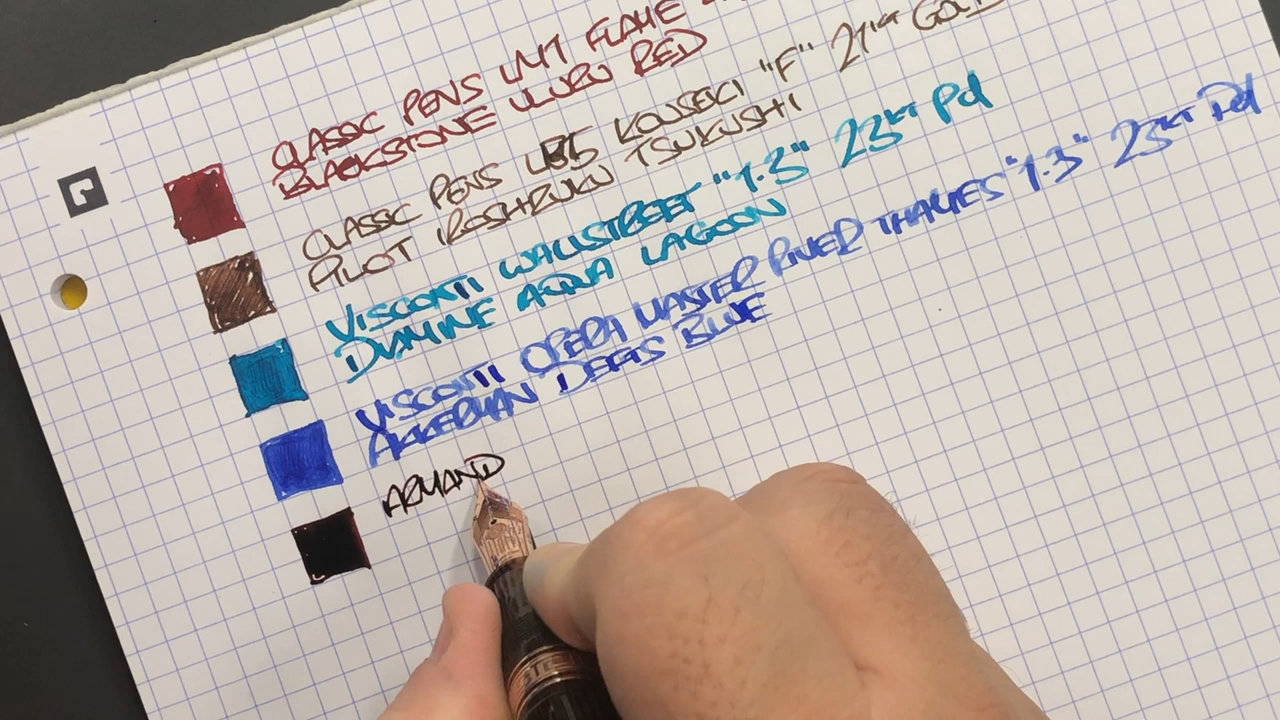 CLASSIC PENS LM1 FLAME
BLACKSTONE ULURU RED
CLASSIC PENS LB5 KOUSEKI "F" 21KT GOLD
PILOT IROSHIZUKU TSUKUSHI
VISCONTI WALLSTREET "1.3" 23KT Pd
DIAMINE AQUA LAGOON
VISCONTI OPERA MASTER RIVER THAMES "1.3" 23KT Pd
AKKERMAN DELFTS BLUE
ARMAND